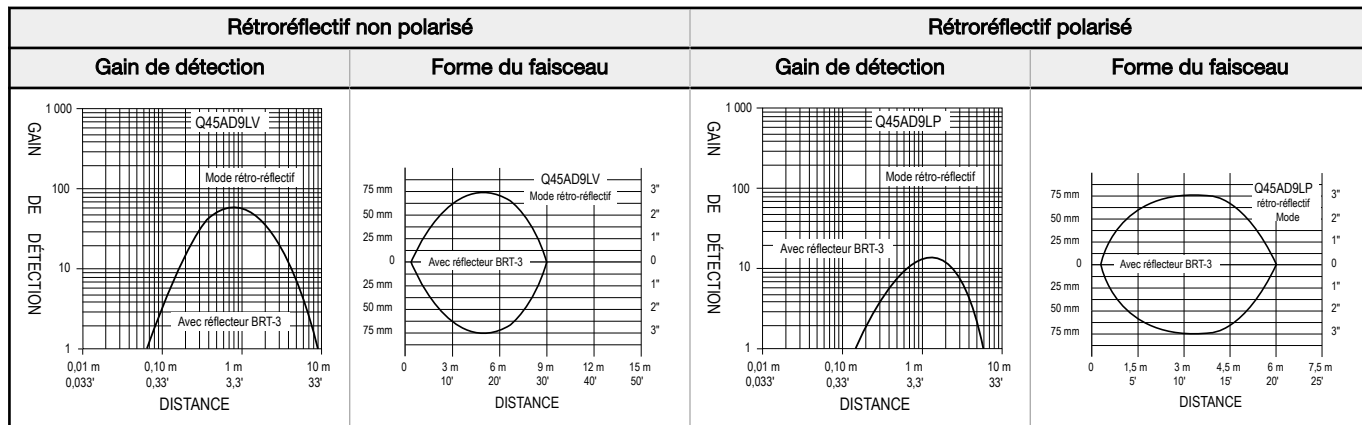 Rétroréflectif non polarisé
Rétroréflectif polarisé
Gain de détection
Forme du faisceau
Gain de détection
Forme du faisceau
GAIN DE DÉTECTION
1 000
100
10
1
Q45AD9LV
Mode rétro-réflectif
Avec réflecteur BRT-3
0,01 m 0,10 m 1 m 10 m
0,033' 0,33' 3,3' 33'
DISTANCE
Q45AD9LV
Mode rétro-réflectif
75 mm 3"
50 mm 2"
25 mm 1"
0 Avec réflecteur BRT-3 0
25 mm 1"
50 mm 2"
75 mm 3"
0 3 m 6 m 9 m 12 m 15 m
10' 20' 30' 40' 50'
DISTANCE
GAIN DE DÉTECTION
1 000
100
10
1
Q45AD9LP
Mode rétro-réflectif
Avec réflecteur BRT-3
0,01 m 0,10 m 1 m 10 m
0,033' 0,33' 3,3' 33'
DISTANCE
Q45AD9LP
rétro-réflectif
Mode
75 mm 3"
50 mm 2"
25 mm 1"
0 Avec réflecteur BRT-3 0
25 mm 1"
50 mm 2"
75 mm 3"
0 1,5 m 3 m 4,5 m 6 m 7,5 m
5' 10' 15' 20' 25'
DISTANCE